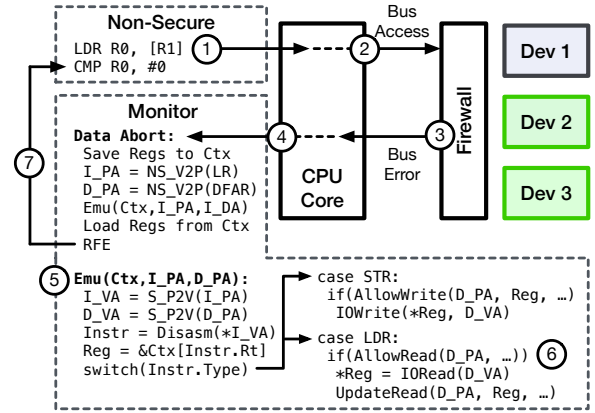 Non-Secure
LDR R0, [R1]
CMP R0, #0
1
2
Bus
Access
Dev 1
Dev 2
Dev 3
Firewall
3
Bus
Error
CPU
Core
4
Monitor
Data Abort:
Save Regs to Ctx
I_PA = NS_V2P(LR)
D_PA = NS_V2P(DFAR)
Emu(Ctx,I_PA,I_DA)
Load Regs from Ctx
RFE
7
5
Emu(Ctx,I_PA,D_PA):
I_VA = S_P2V(I_PA)
D_VA = S_P2V(D_PA)
Instr = Disasm(*I_VA)
Reg = &Ctx[Instr.Rt]
switch(Instr.Type)
case STR:
if(AllowWrite(D_PA, Reg, …)
IOWrite(*Reg, D_VA)
case LDR:
if(AllowRead(D_PA, …))
*Reg = IORead(D_VA)
UpdateRead(D_PA, Reg, …)
6